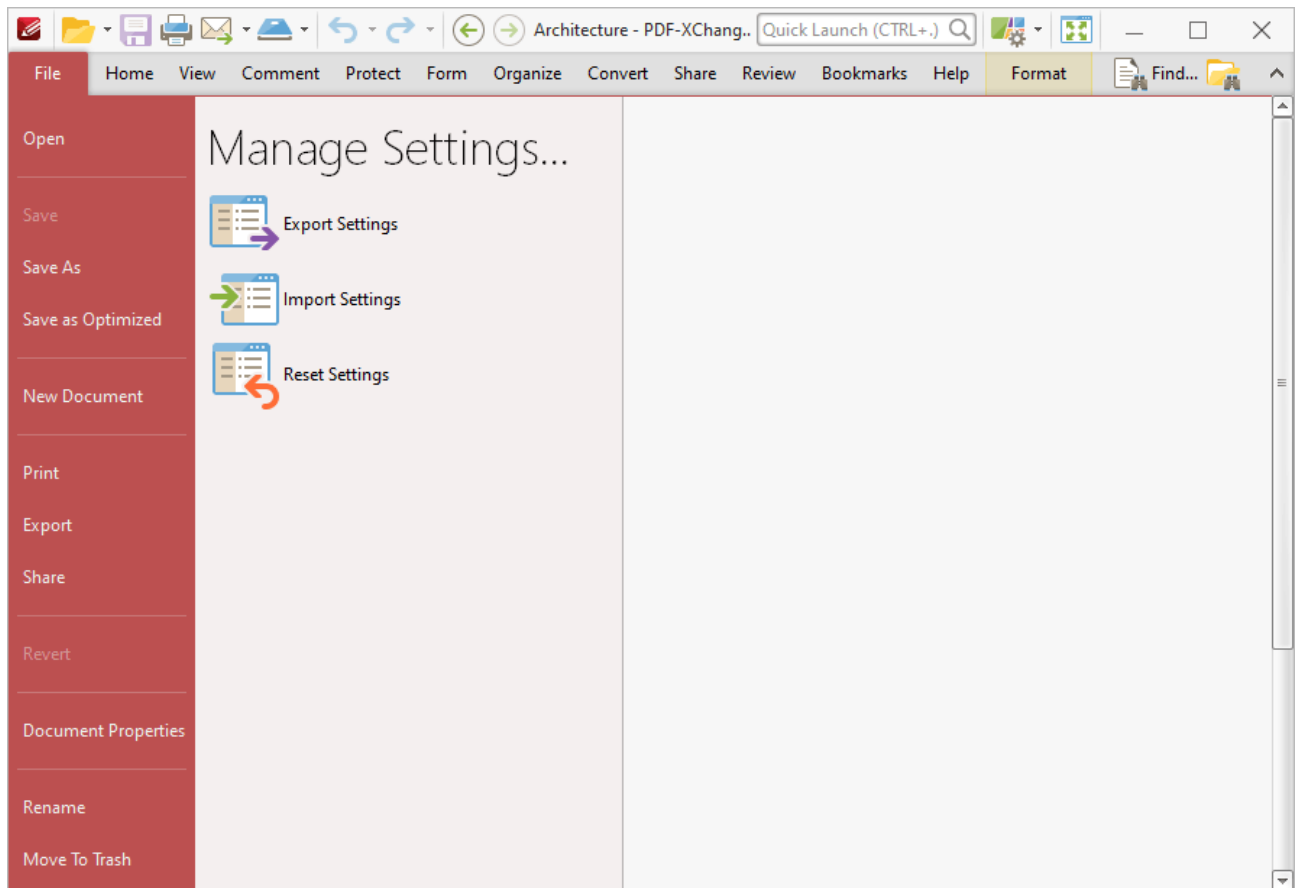 Architecture - PDF-XChang.. Quick Launch (CTRL+.)
File Home View Comment Protect Form Organize Convert Share Review Bookmarks Help Format Find...
Open
Save
Save As
Save as Optimized
New Document
Print
Export
Share
Revert
Document Properties
Rename
Move To Trash
Manage Settings...
Export Settings
Import Settings
Reset Settings